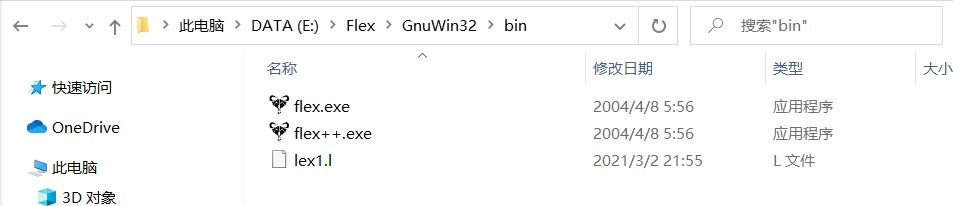 此电脑 > DATA (E:) > Flex > GnuWin32 > bin 搜索"bin"
名称 修改日期 类型 大小
快速访问
flex.exe 2004/4/8 5:56 应用程序
OneDrive
flex++.exe 2004/4/8 5:56 应用程序
此电脑
lex1.l 2021/3/2 21:55 L 文件
3D 对象